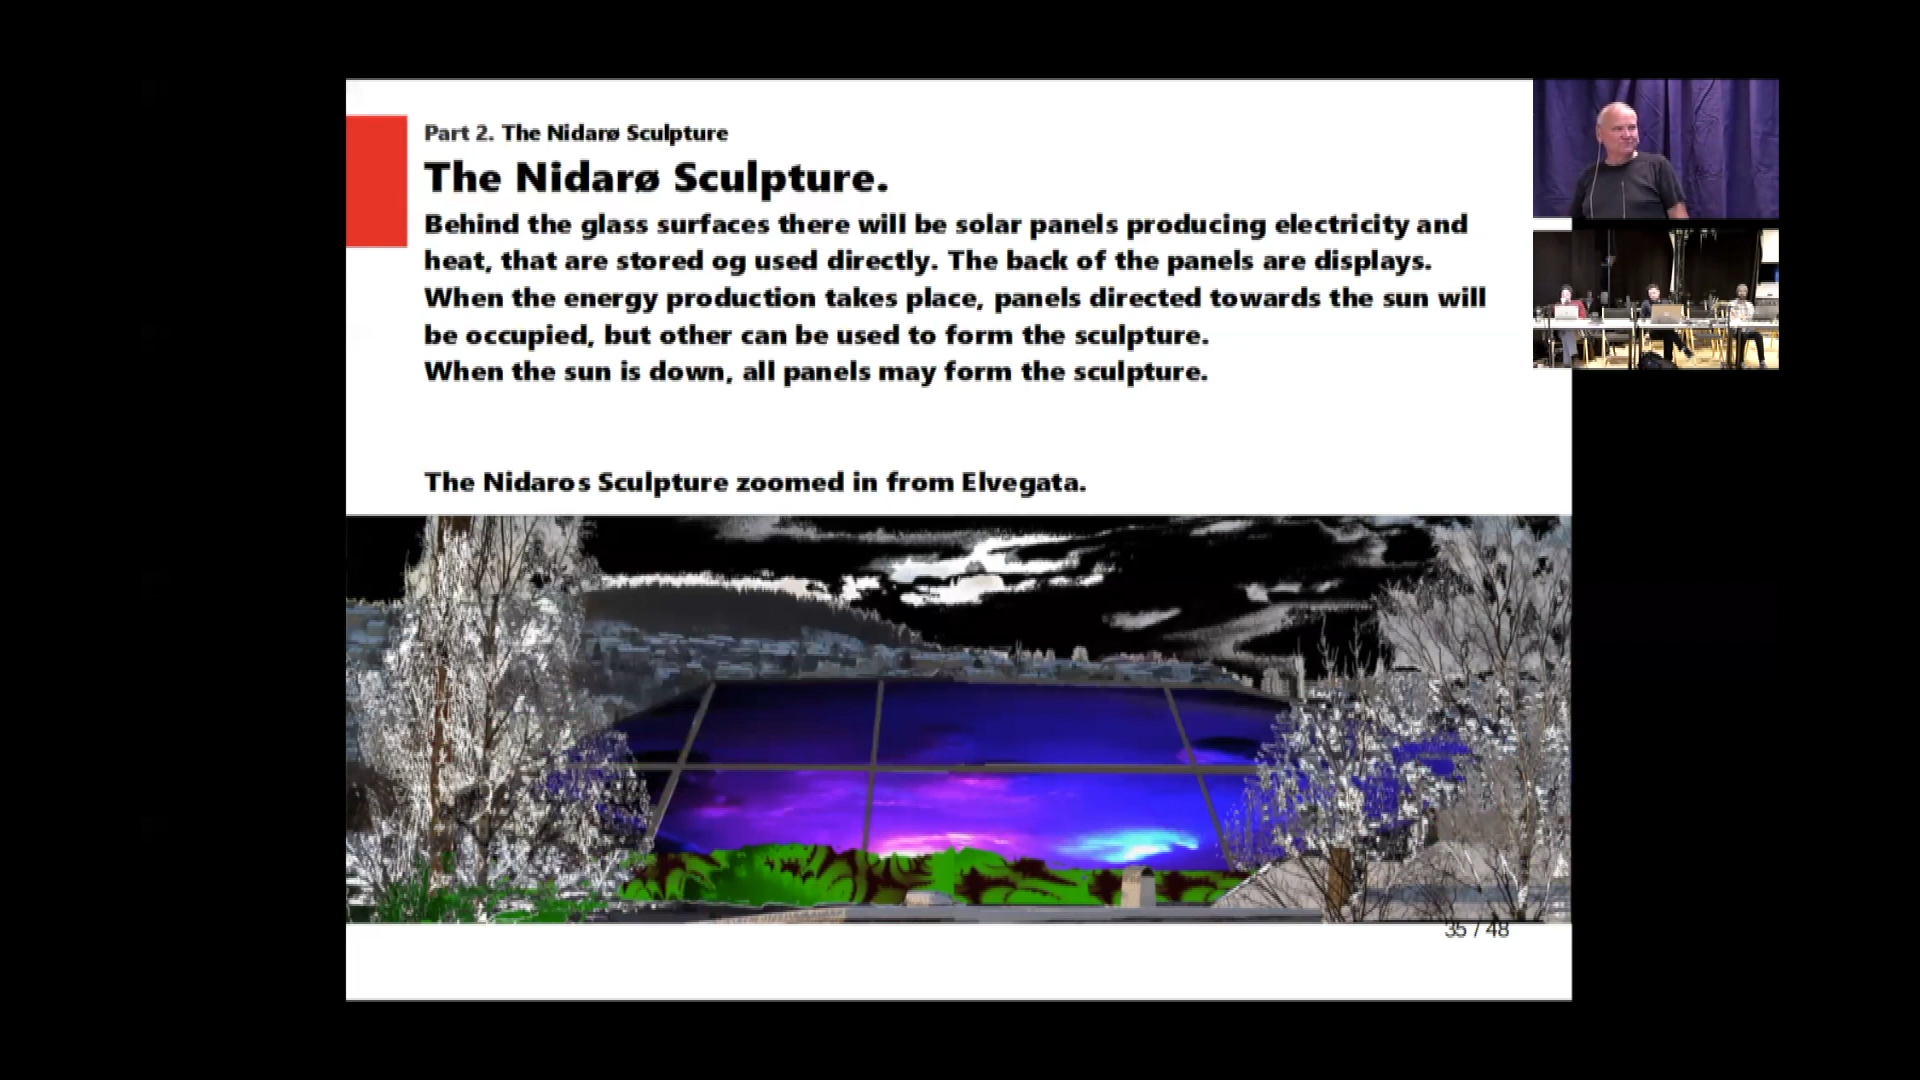 Part 2. The Nidarø Sculpture
The Nidarø Sculpture.
Behind the glass surfaces there will be solar panels producing electricity and
heat, that are stored og used directly. The back of the panels are displays.
When the energy production takes place, panels directed towards the sun will
be occupied, but other can be used to form the sculpture.
When the sun is down, all panels may form the sculpture.
The Nidaros Sculpture zoomed in from Elvegata.
35 / 48